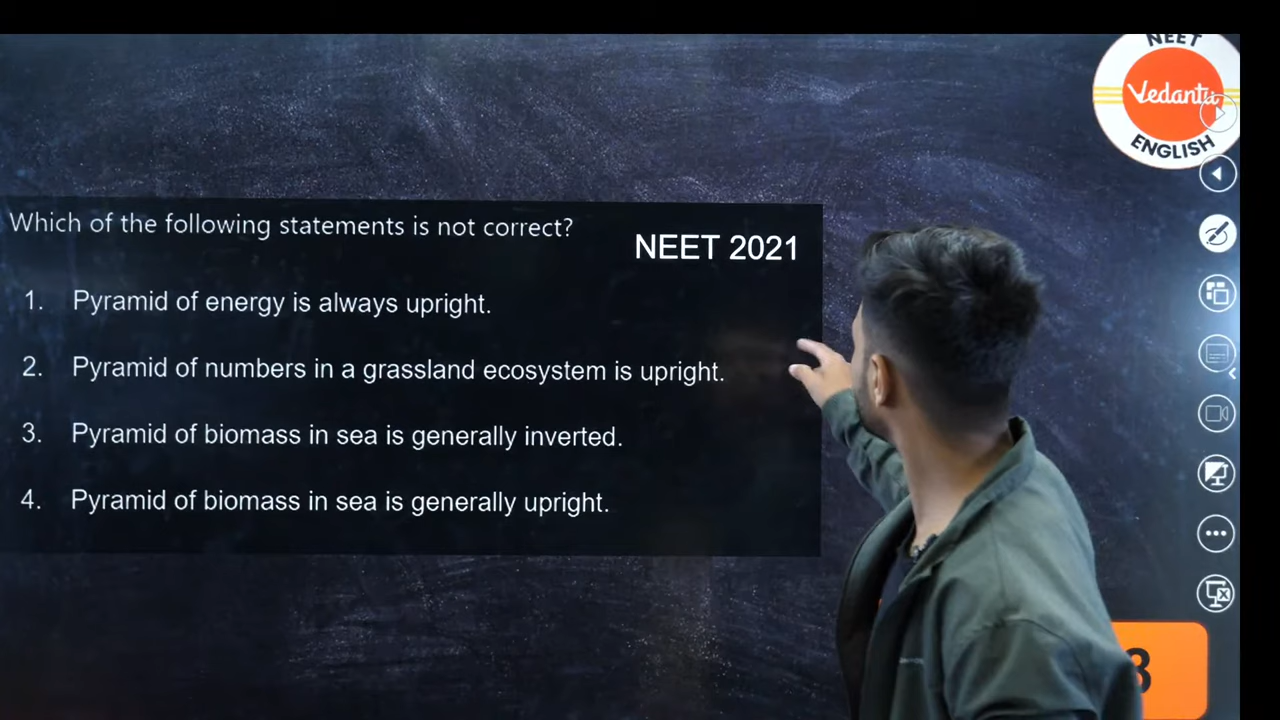 NEET
Vedantu
ENGLISH
Which of the following statements is not correct?
NEET 2021
1. Pyramid of energy is always upright.
2. Pyramid of numbers in a grassland ecosystem is upright.
3. Pyramid of biomass in sea is generally inverted.
4. Pyramid of biomass in sea is generally upright.